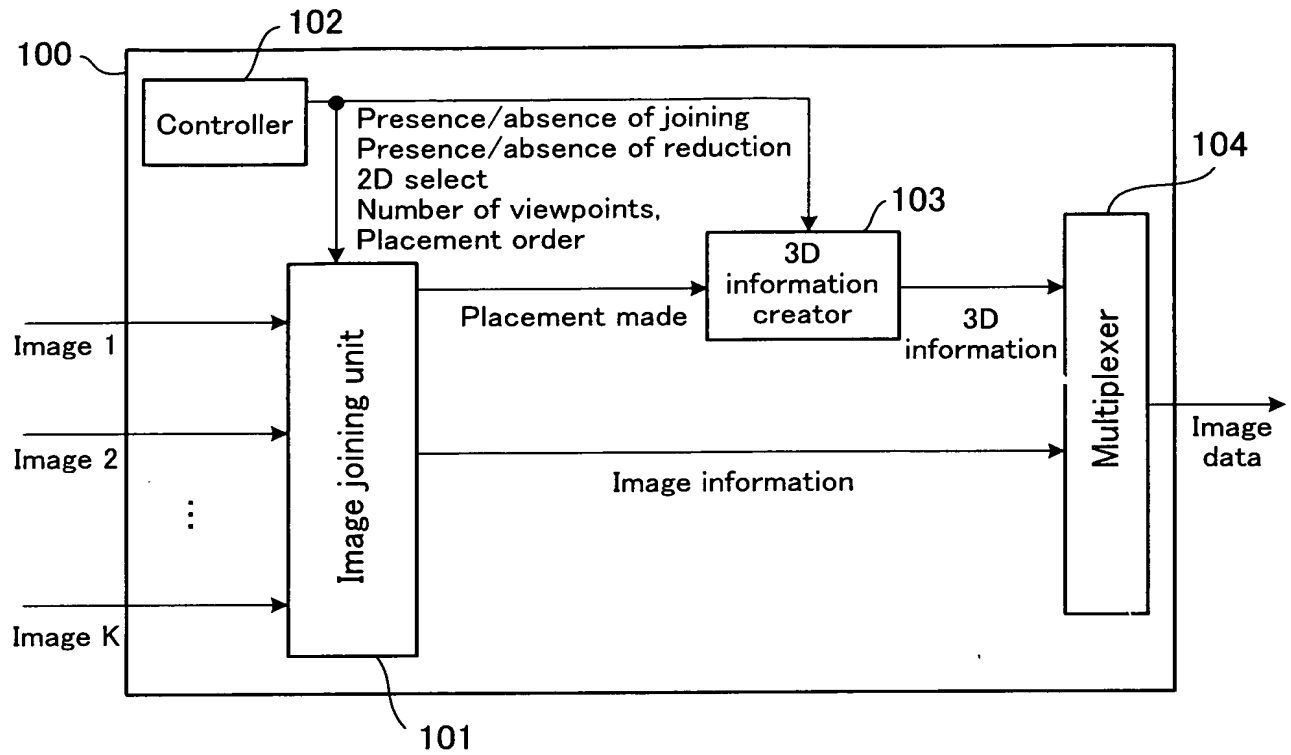 102
100
Controller
Presence/absence of joining
Presence/absence of reduction
2D select
Number of viewpoints,
Placement order
104
103
3D
information
creator
Placement made
3D
information
Image 1
Image 2
⋮
Image K
Image joining unit
Image information
Multiplexer
Image
data
101